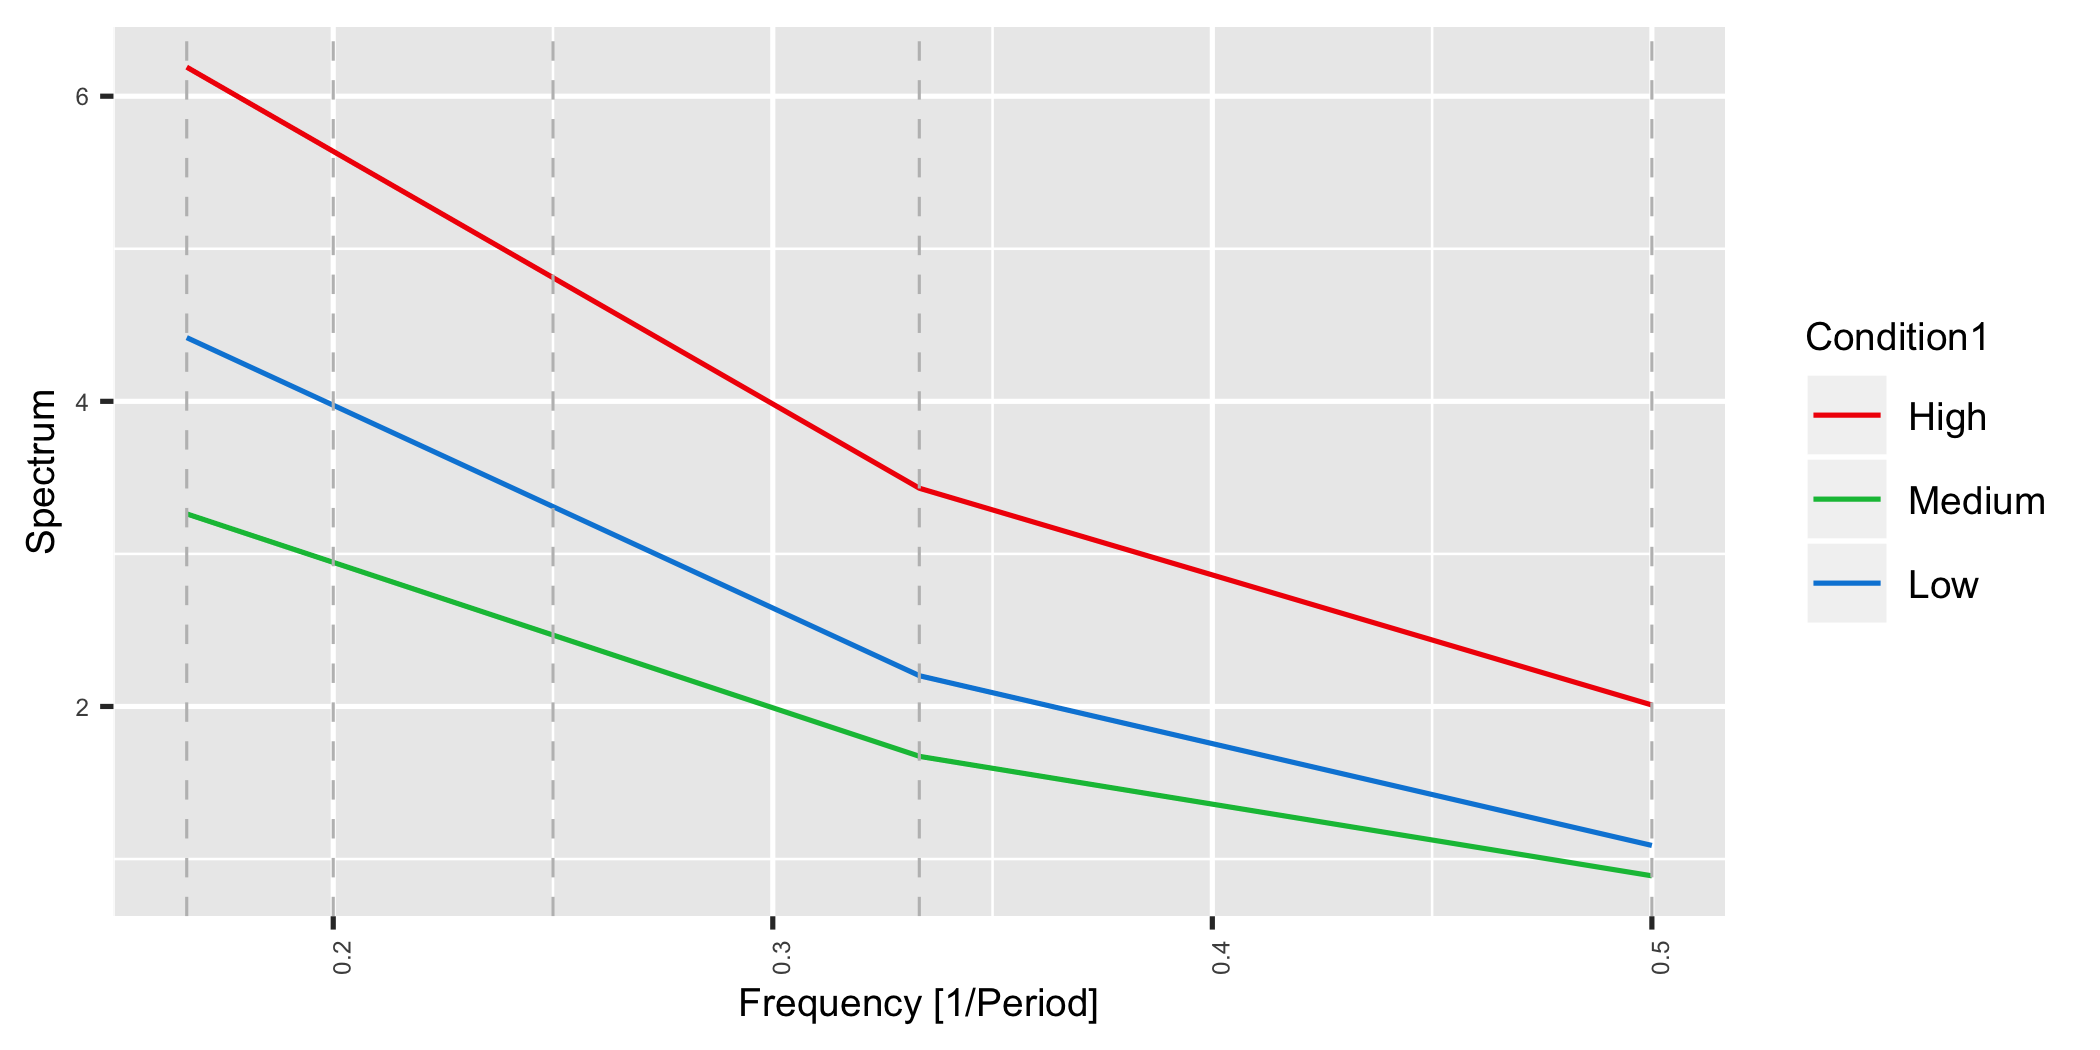 6
4
2
Spectrum
0.2
0.3
0.4
0.5
Frequency [1/Period]
Condition1
High
Medium
Low